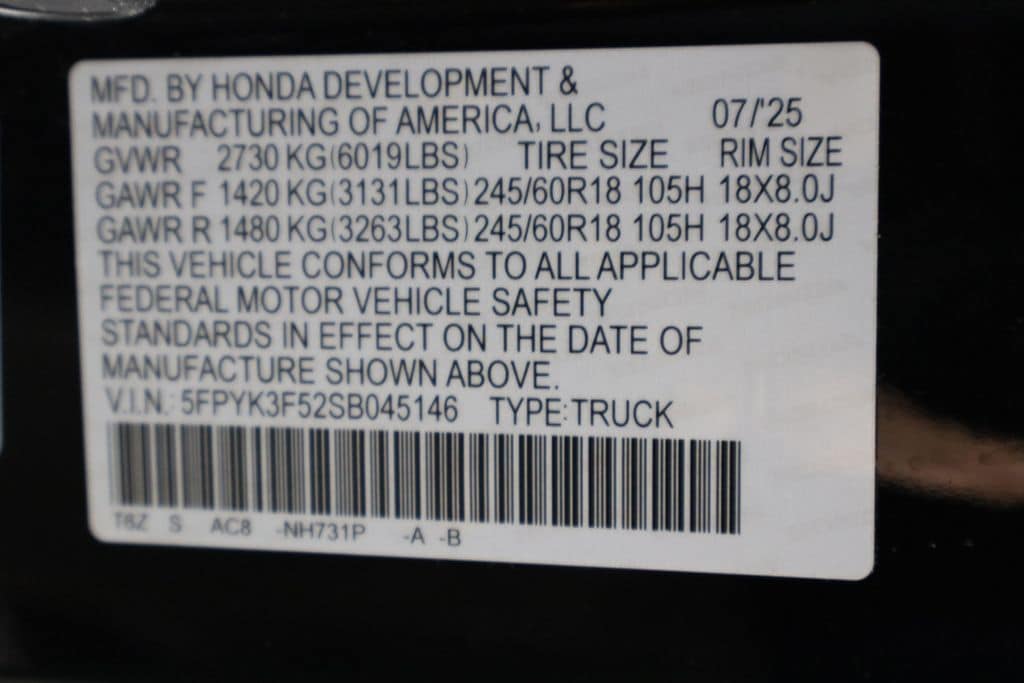 MFD. BY HONDA DEVELOPMENT &
MANUFACTURING OF AMERICA, LLC 07/'25
GVWR 2730 KG(6019LBS) TIRE SIZE RIM SIZE
GAWR F 1420 KG(3131LBS) 245/60R18 105H 18X8.0J
GAWR R 1480 KG(3263LBS) 245/60R18 105H 18X8.0J
THIS VEHICLE CONFORMS TO ALL APPLICABLE
FEDERAL MOTOR VEHICLE SAFETY
STANDARDS IN EFFECT ON THE DATE OF
MANUFACTURE SHOWN ABOVE.
V.I.N.: 5FPYK3F52SB045146 TYPE:TRUCK
T6Z S AC8 -NH731P -A -B